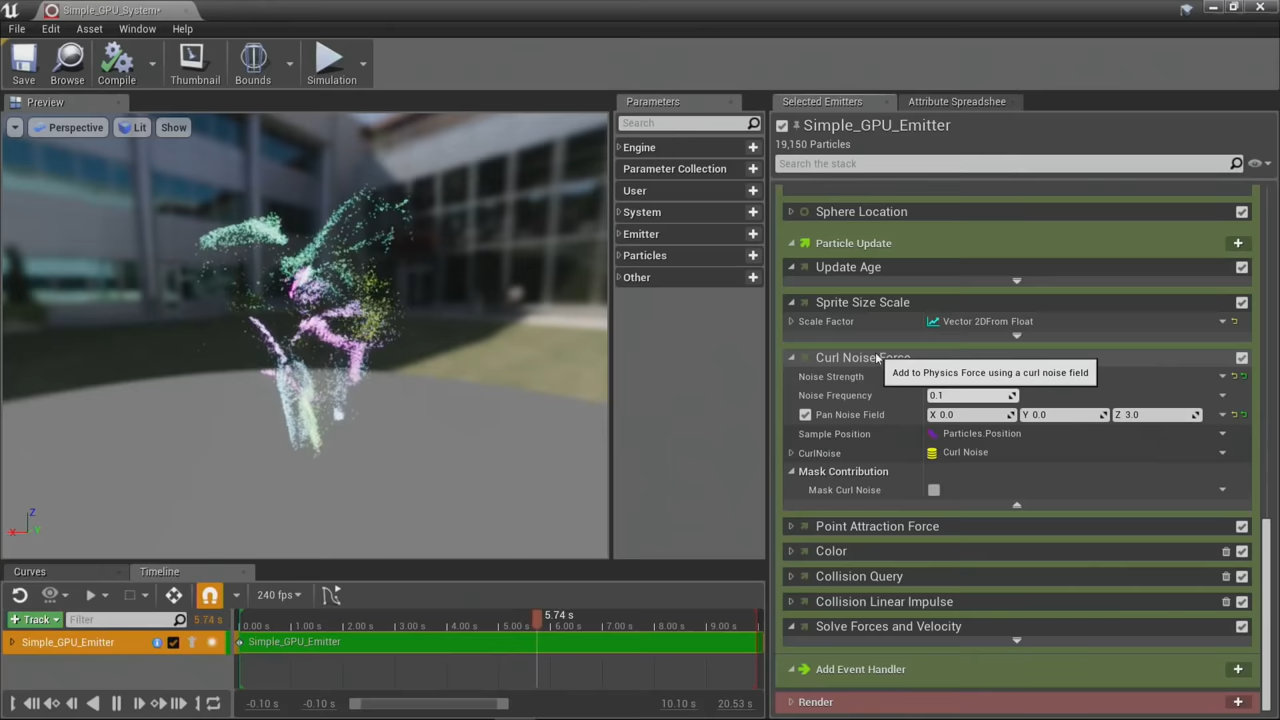 Simple_GPU_System*
File Edit Asset Window Help
Save Browse Compile Thumbnail Bounds Simulation
Preview
Perspective Lit Show
Z
X Y
Parameters
Search
Engine
Parameter Collection
User
System
Emitter
Particles
Other
Selected Emitters Attribute Spreadshee
Simple_GPU_Emitter
19,150 Particles
Search the stack
Sphere Location
Particle Update
Update Age
Sprite Size Scale
Scale Factor Vector 2DFrom Float
Curl Noise Force
Add to Physics Force using a curl noise field
Noise Strength
Noise Frequency 0.1
Pan Noise Field X 0.0 Y 0.0 Z 3.0
Sample Position Particles.Position
CurlNoise Curl Noise
Mask Contribution
Mask Curl Noise
Point Attraction Force
Color
Collision Query
Collision Linear Impulse
Solve Forces and Velocity
Add Event Handler
Render
Curves Timeline
240 fps
5.74 s
Track Filter 5.74 s
0.00 s 1.00 s 2.00 s 3.00 s 4.00 s 5.00 s 6.00 s 7.00 s 8.00 s 9.00 s
Simple_GPU_Emitter Simple_GPU_Emitter
-0.10 s -0.10 s 10.10 s 20.53 s